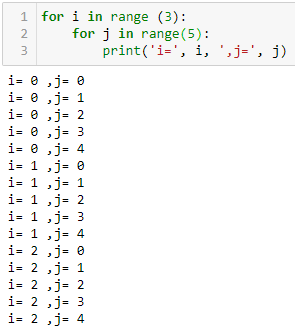 1 for i in range (3):
2     for j in range(5):
3         print('i=', i, ',j=', j)
i= 0 ,j= 0
i= 0 ,j= 1
i= 0 ,j= 2
i= 0 ,j= 3
i= 0 ,j= 4
i= 1 ,j= 0
i= 1 ,j= 1
i= 1 ,j= 2
i= 1 ,j= 3
i= 1 ,j= 4
i= 2 ,j= 0
i= 2 ,j= 1
i= 2 ,j= 2
i= 2 ,j= 3
i= 2 ,j= 4